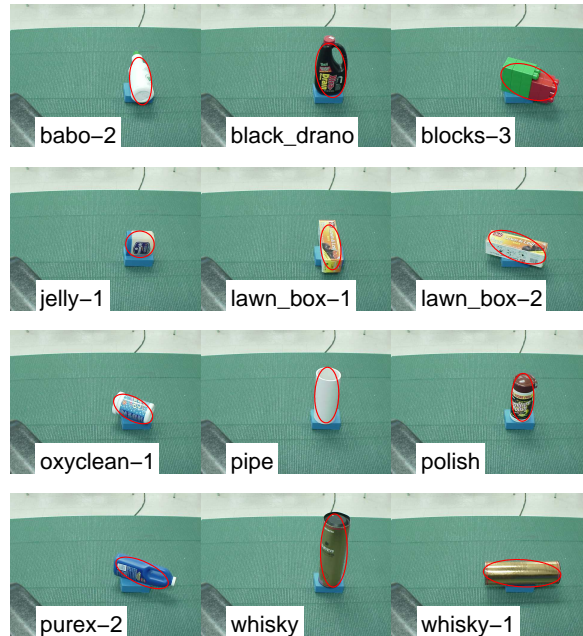 babo−2
black_drano
blocks−3
jelly−1
lawn_box−1
lawn_box−2
oxyclean−1
pipe
polish
purex−2
whisky
whisky−1